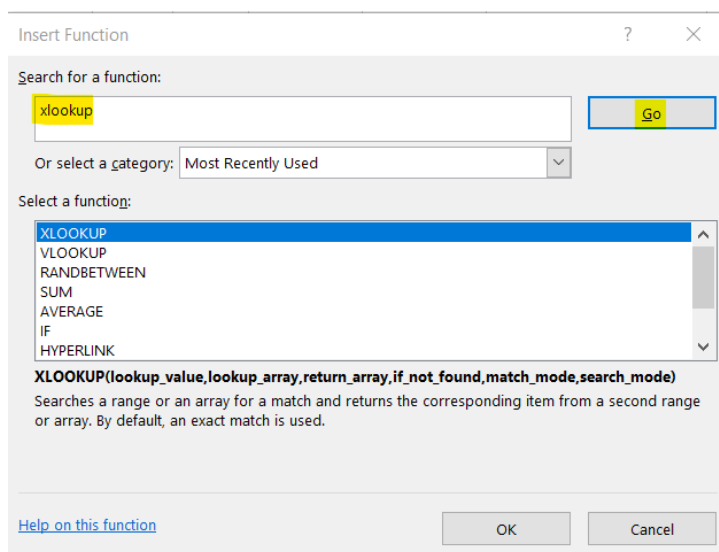 Insert Function ?
Search for a function:
xlookup
Go
Or select a category: Most Recently Used
Select a function:
XLOOKUP
VLOOKUP
RANDBETWEEN
SUM
AVERAGE
IF
HYPERLINK
XLOOKUP(lookup_value,lookup_array,return_array,if_not_found,match_mode,search_mode)
Searches a range or an array for a match and returns the corresponding item from a second range
or array. By default, an exact match is used.
Help on this function
OK
Cancel